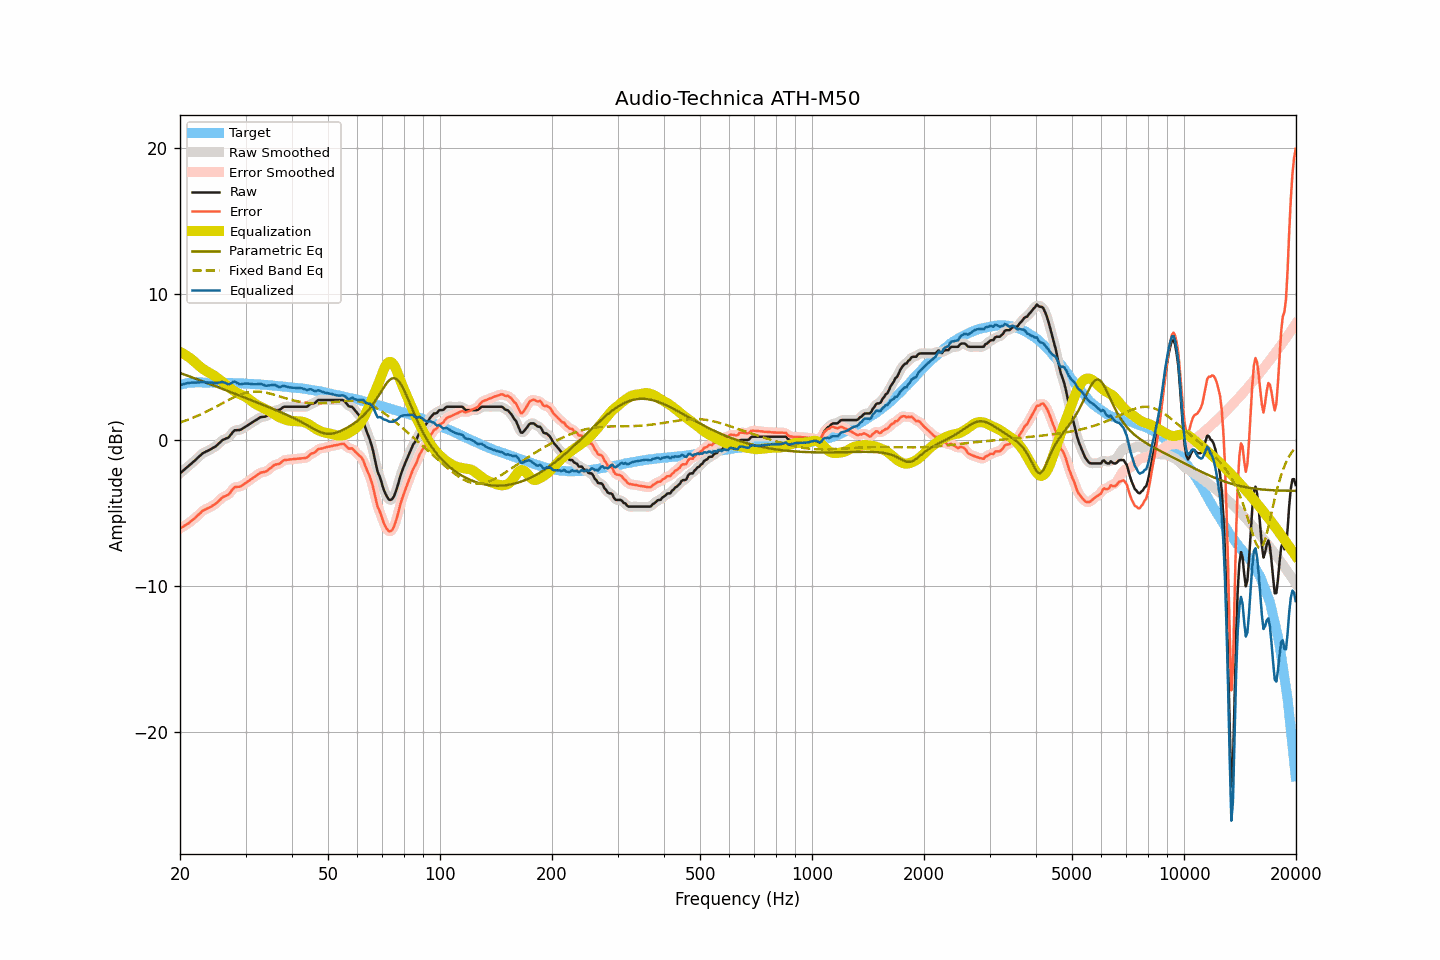 Audio-Technica ATH-M50
Target
Raw Smoothed
Error Smoothed
Raw
Error
Equalization
Parametric Eq
Fixed Band Eq
Equalized
20
10
0
−10
−20
Amplitude (dBr)
20 50 100 200 500 1000 2000 5000 10000 20000
Frequency (Hz)